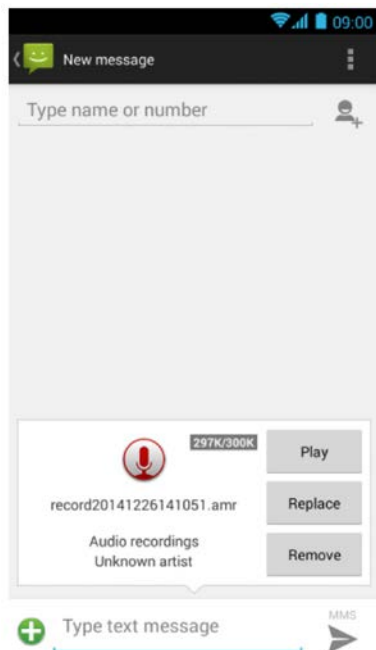 09:00
New message
Type name or number
297K/300K
Play
record20141226141051.amr
Replace
Audio recordings
Unknown artist
Remove
Type text message
MMS